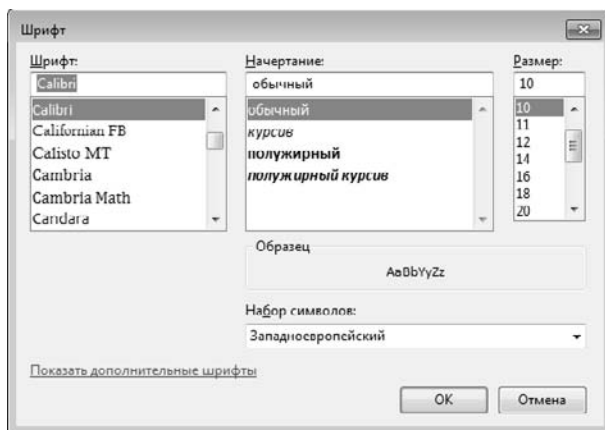 Шрифт
Шрифт:
Calibri
Calibri
Californian FB
Calisto MT
Cambria
Cambria Math
Candara
Начертание:
обычный
обычный
курсив
полужирный
полужирный курсив
Размер:
10
10
11
12
14
16
18
20
Образец
AaBbYyZz
Набор символов:
Западноевропейский
Показать дополнительные шрифты
OK
Отмена